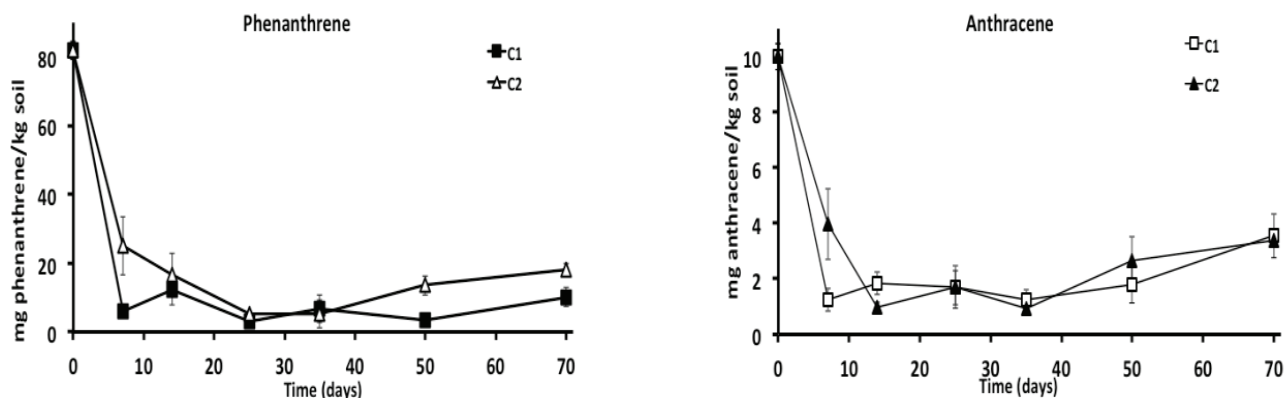 Phenanthrene
C1
C2
mg phenanthrene/kg soil
80
60
40
20
0
0 10 20 30 40 50 60 70
Time (days)
Anthracene
C1
C2
mg anthracene/kg soil
10
8
6
4
2
0
0 10 20 30 40 50 60 70
Time (days)